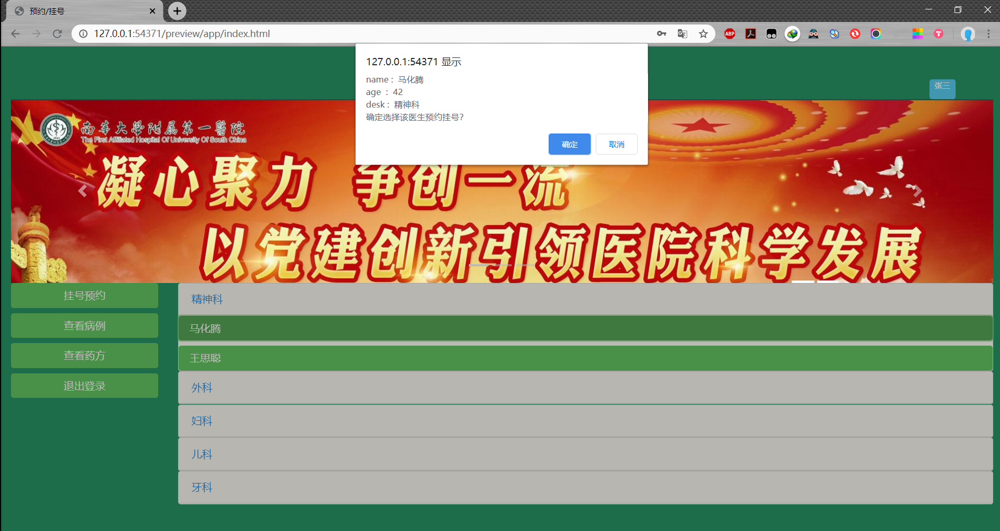 预约/挂号
127.0.0.1:54371/preview/app/index.html
ABP
127.0.0.1:54371 显示
name： 马化腾
age ： 42
desk： 精神科
确定选择该医生预约挂号?
确定
取消
张三
南華大學附属第一醫院
The First Affiliated Hospital Of University Of South China
凝心聚力 争创一流
以党建创新引领医院科学发展
挂号预约
查看病例
查看药方
退出登录
精神科
马化腾
王思聪
外科
妇科
儿科
牙科